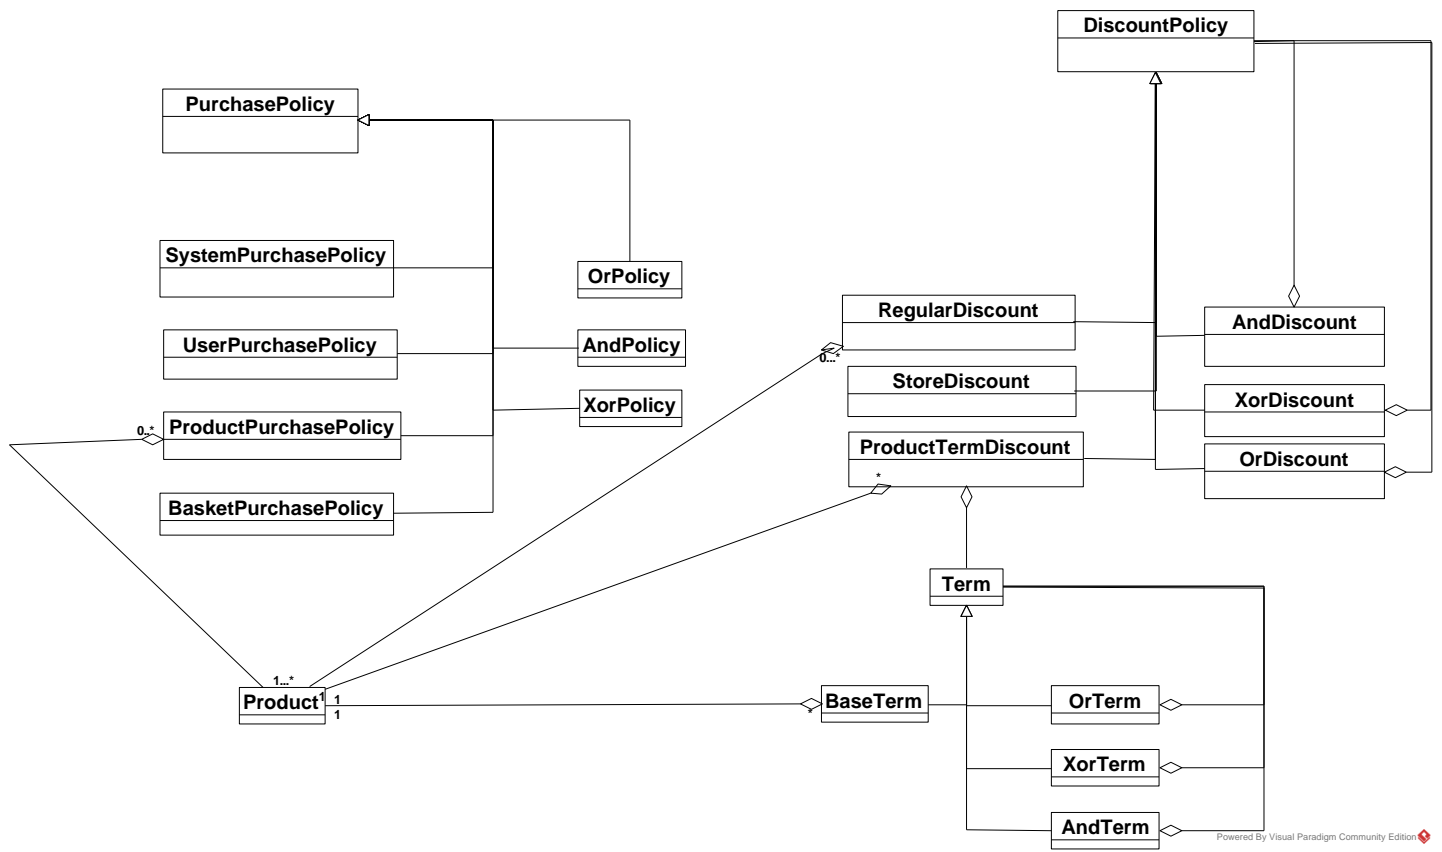 DiscountPolicy
PurchasePolicy
SystemPurchasePolicy
OrPolicy
RegularDiscount
AndDiscount
UserPurchasePolicy
AndPolicy
0...*
StoreDiscount
XorPolicy
XorDiscount
ProductPurchasePolicy
0..*
ProductTermDiscount
OrDiscount
*
BasketPurchasePolicy
Term
1...*
Product
1
1
1
BaseTerm
*
OrTerm
XorTerm
AndTerm
Powered By Visual Paradigm Community Edition